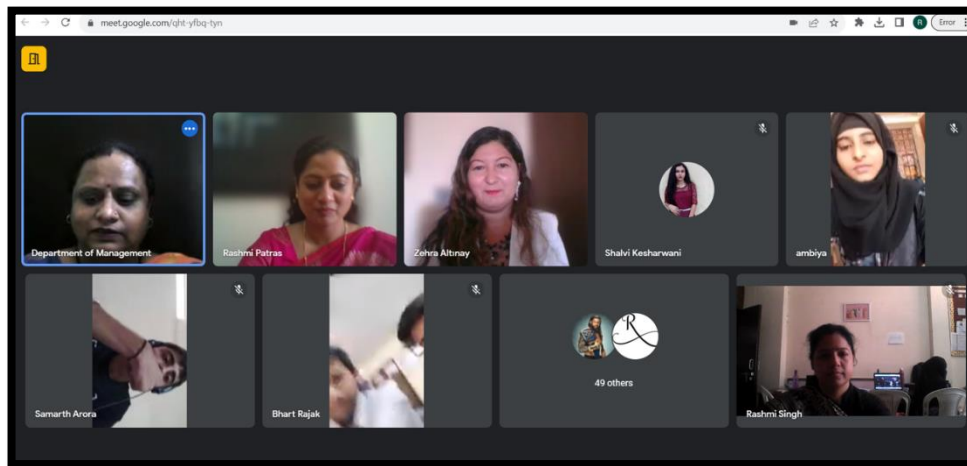 meet.google.com/qht-yfbq-tyn
R
Error
Department of Management
Rashmi Patras
Zehra Altınay
Shalvi Kesharwani
ambiya
Samarth Arora
Bhart Rajak
R
49 others
Rashmi Singh